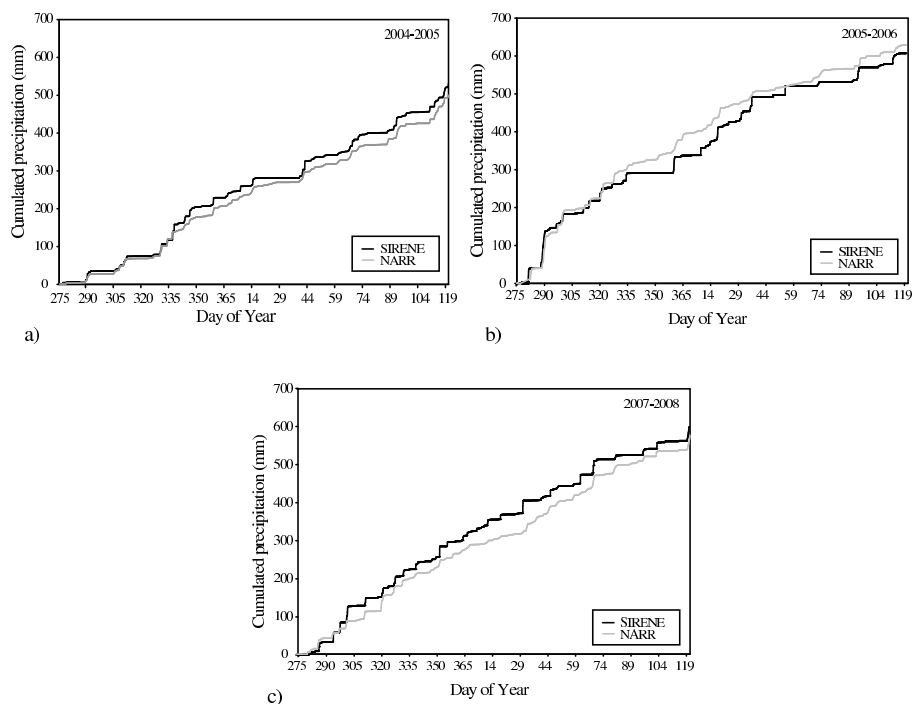 700
600
500
400
300
200
100
0
Cumulated precipitation (mm)
2004-2005
SIRENE
NARR
275 290 305 320 335 350 365 14 29 44 59 74 89 104 119
Day of Year
a)
700
600
500
400
300
200
100
0
Cumulated precipitation (mm)
2005-2006
SIRENE
NARR
275 290 305 320 335 350 365 14 29 44 59 74 89 104 119
Day of Year
b)
700
600
500
400
300
200
100
0
Cumulated precipitation (mm)
2007-2008
SIRENE
NARR
275 290 305 320 335 350 365 14 29 44 59 74 89 104 119
Day of Year
c)